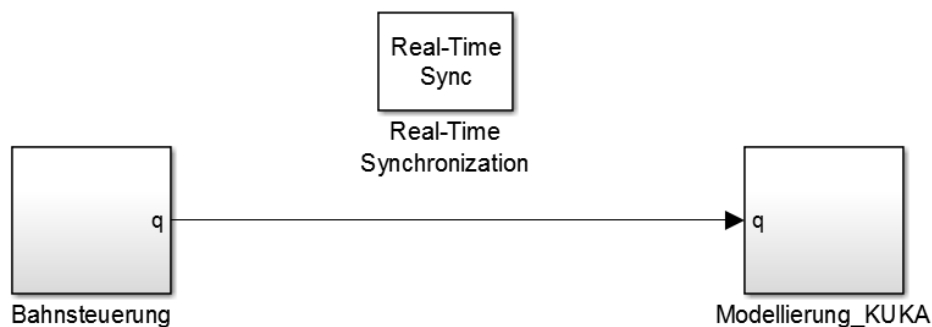 Real-Time
Sync
Real-Time
Synchronization
q
q
Bahnsteuerung
Modellierung_KUKA